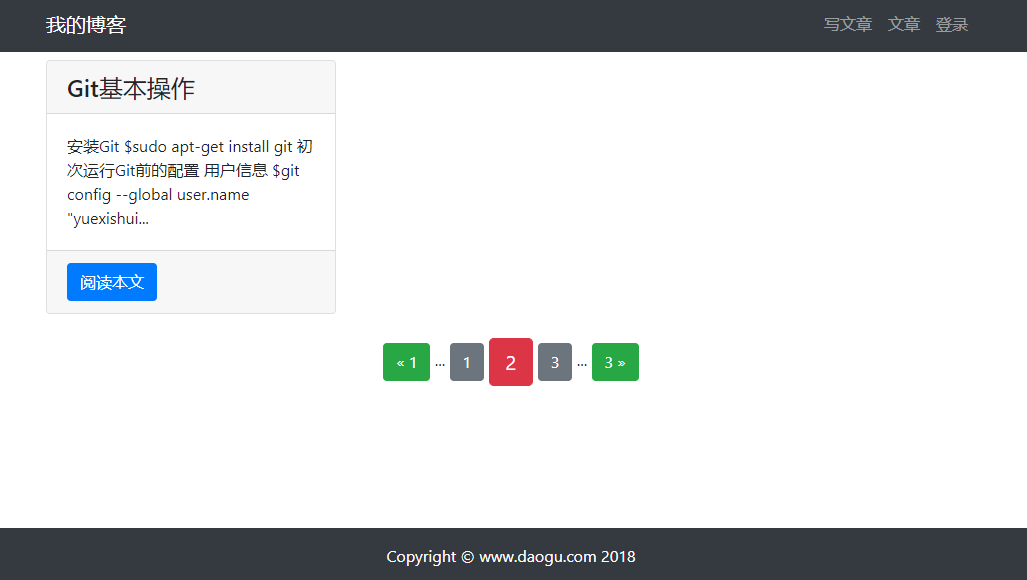 我的博客 写文章 文章 登录
Git基本操作
安装Git $sudo apt-get install git 初
次运行Git前的配置 用户信息 $git
config --global user.name
"yuexishui...
阅读本文
« 1 ... 1 2 3 ... 3 »
Copyright © www.daogu.com 2018